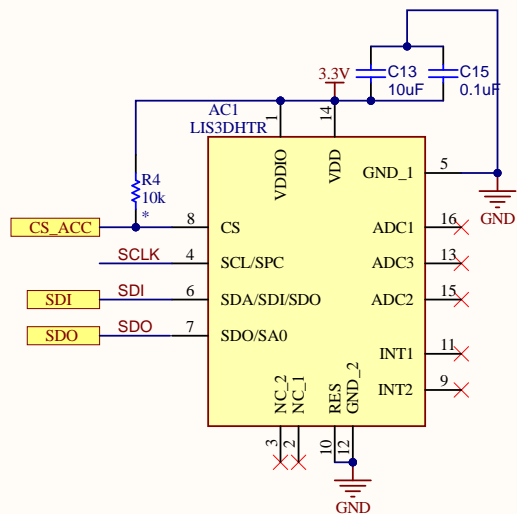 3.3V
C13
10uF
C15
0.1uF
AC1
LIS3DHTR
1
14
VDDIO
VDD
R4
10k
*
GND_1
5
GND
CS_ACC
8
CS
ADC1
16
SCLK
4
SCL/SPC
ADC3
13
SDI
SDI
6
SDA/SDI/SDO
ADC2
15
SDO
SDO
7
SDO/SA0
INT1
11
INT2
9
NC_2
NC_1
RES
GND_2
3
2
10
12
GND